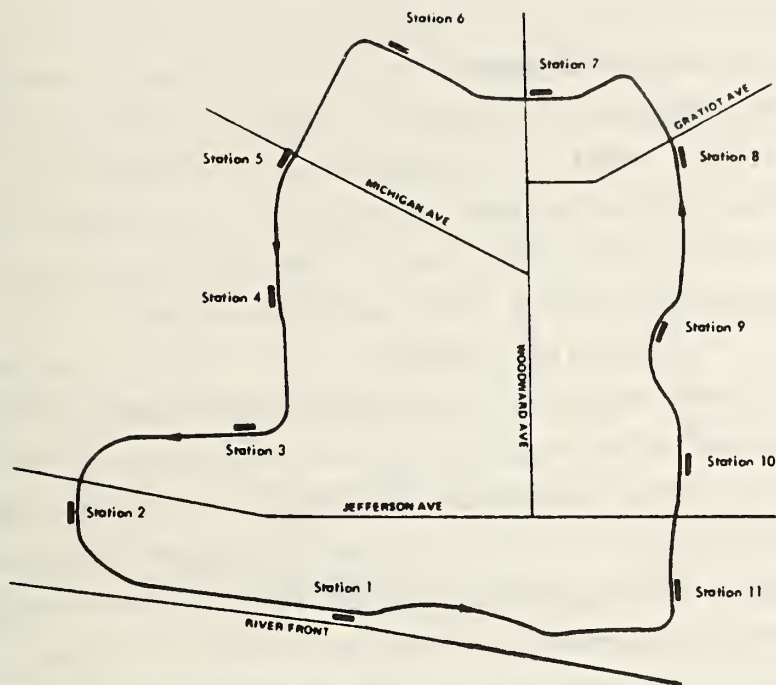 Station 6
Station 7
GRATIOT AVE
Station 5
Station 8
MICHIGAN AVE
Station 4
Station 9
WOODWARD AVE
Station 3
Station 10
Station 2
JEFFERSON AVE
Station 1
Station 11
RIVER FRONT